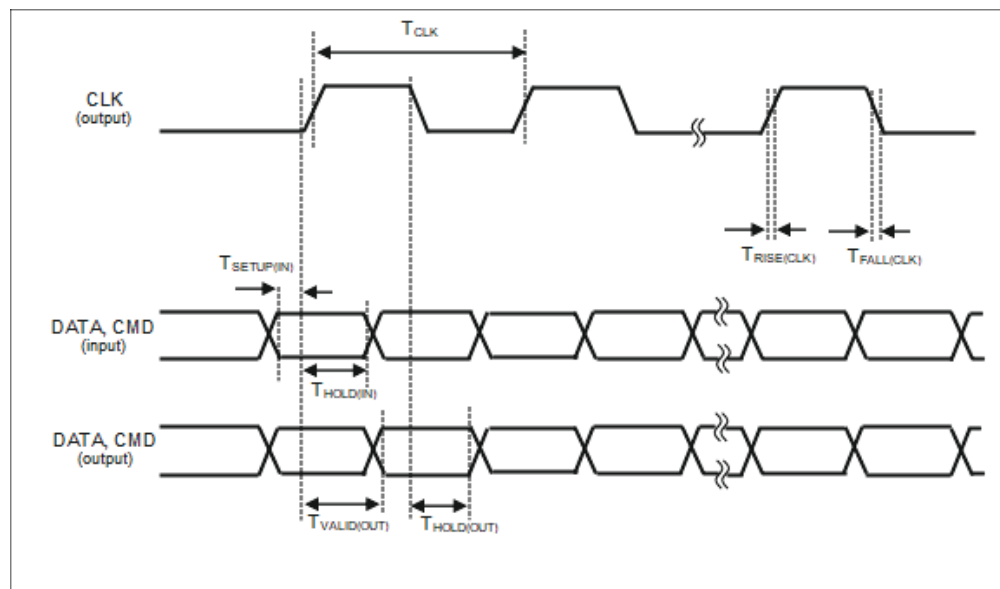 TCLK
CLK
(output)
TRISE(CLK)
TFALL(CLK)
TSETUP(IN)
DATA, CMD
(input)
THOLD(IN)
DATA, CMD
(output)
TVALID(OUT)
THOLD(OUT)